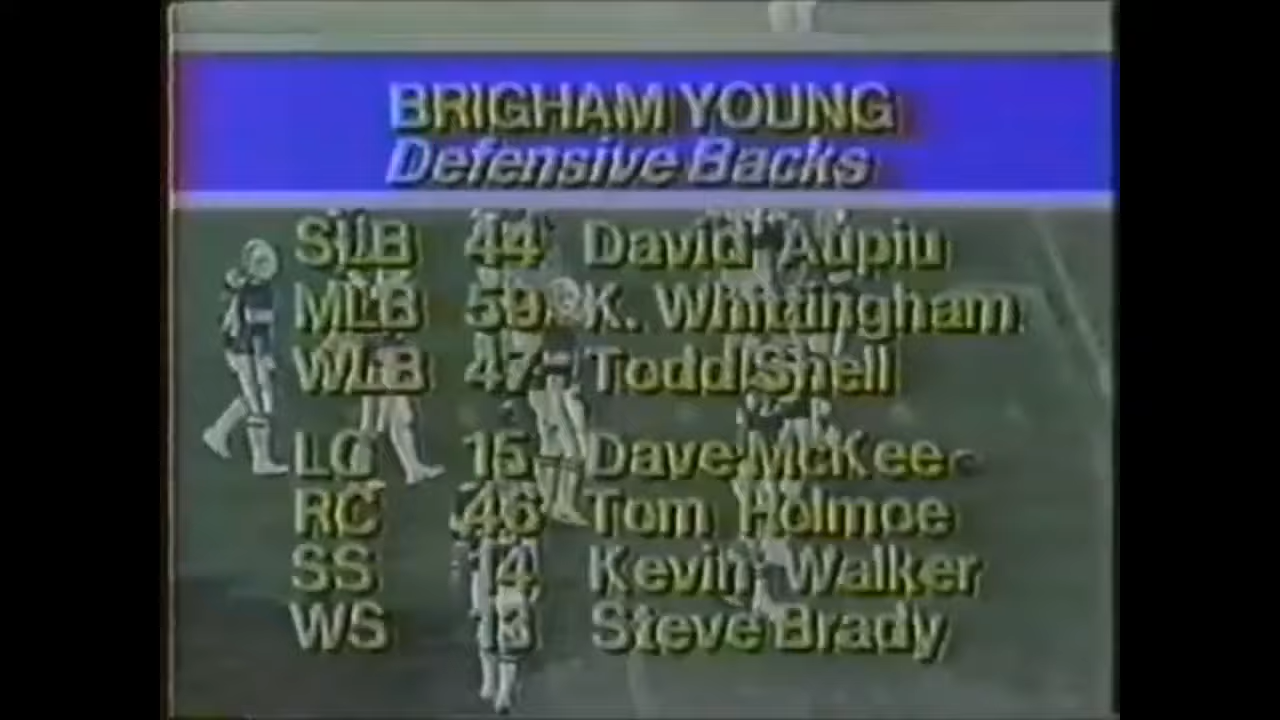 BRIGHAM YOUNG
Defensive Backs
SLB 44 David Aupiu
MLB 59 K. Whittingham
WLB 47 Todd Shell
LC 15 Dave McKee
RC 46 Tom Holmoe
SS 14 Kevin Walker
WS 13 Steve Brady